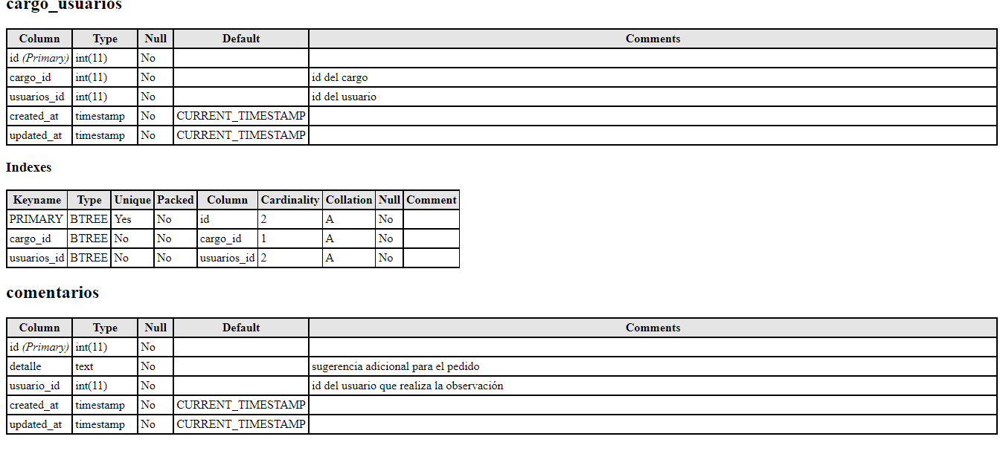 cargo_usuarios
Column Type Null Default Comments
id (Primary) int(11) No
cargo_id int(11) No id del cargo
usuarios_id int(11) No id del usuario
created_at timestamp No CURRENT_TIMESTAMP
updated_at timestamp No CURRENT_TIMESTAMP
Indexes
Keyname Type Unique Packed Column Cardinality Collation Null Comment
PRIMARY BTREE Yes No id 2 A No
cargo_id BTREE No No cargo_id 1 A No
usuarios_id BTREE No No usuarios_id 2 A No
comentarios
Column Type Null Default Comments
id (Primary) int(11) No
detalle text No sugerencia adicional para el pedido
usuario_id int(11) No id del usuario que realiza la observación
created_at timestamp No CURRENT_TIMESTAMP
updated_at timestamp No CURRENT_TIMESTAMP